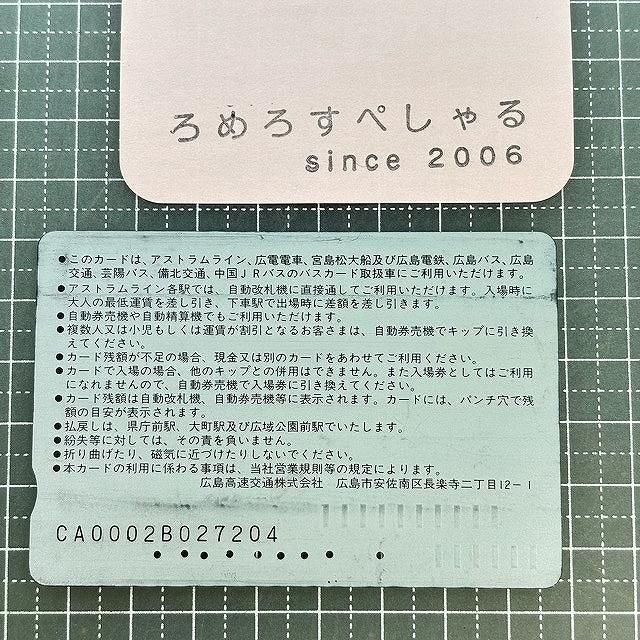 ろめろすぺしゃる
since 2006
●このカードは、アストラムライン、広電電車、宮島松大船及び広島電鉄、広島バス、広島
交通、芸陽バス、備北交通、中国JRバスのバスカード取扱車にご利用いただけます。
●アストラムライン各駅では、自動改札機に直接通してご利用いただけます。入場時に
大人の最低運賃を差し引き、下車駅で出場時に差額を差し引きます。
●自動券売機や自動精算機でもご利用いただけます。
●複数人又は小児もしくは運賃が割引となるお客さまは、自動券売機でキップに引き換
えてください。
●カード残額が不足の場合、現金又は別のカードをあわせてご利用ください。
●カードで入場の場合、他のキップとの併用はできません。また入場券としてはご利用
になれませんので、自動券売機で入場券に引き換えてください。
●カード残額は自動改札機、自動券売機等に表示されます。カードには、パンチ穴で残
額の目安が表示されます。
●払戻しは、県庁前駅、大町駅及び広域公園前駅でいたします。
●紛失等に対しては、その責を負いません。
●折り曲げたり、磁気に近づけたりしないでください。
●本カードの利用に係わる事項は、当社営業規則等の規定によります。
広島高速交通株式会社 広島市安佐南区長楽寺二丁目12-1
CA0002B027204